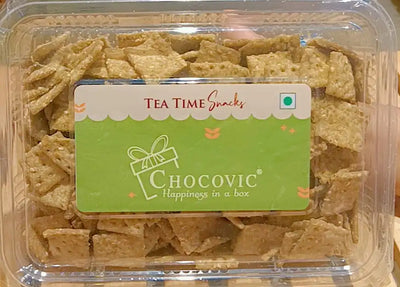 TEA TIME Snacks
CHOCOVIC®
Happiness in a box